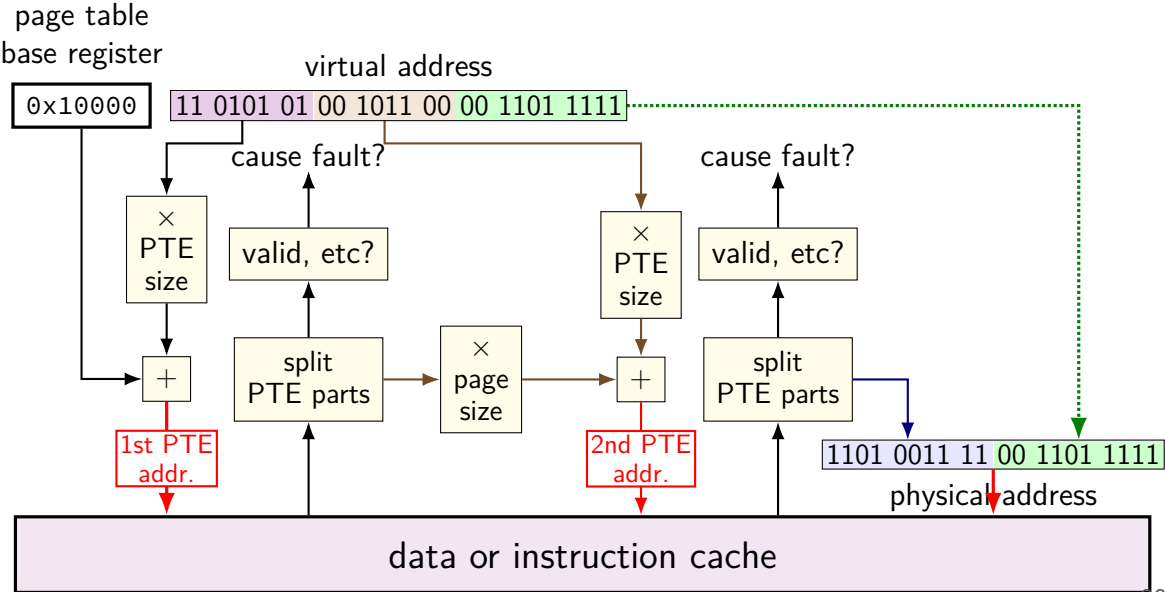 page table
base register
virtual address
0x10000
11 0101 01 00 1011 00 00 1101 1111
cause fault?
cause fault?
×
PTE
size
valid, etc?
×
PTE
size
valid, etc?
+
split
PTE parts
×
page
size
+
split
PTE parts
1st PTE
addr.
2nd PTE
addr.
1101 0011 11 00 1101 1111
physical address
data or instruction cache